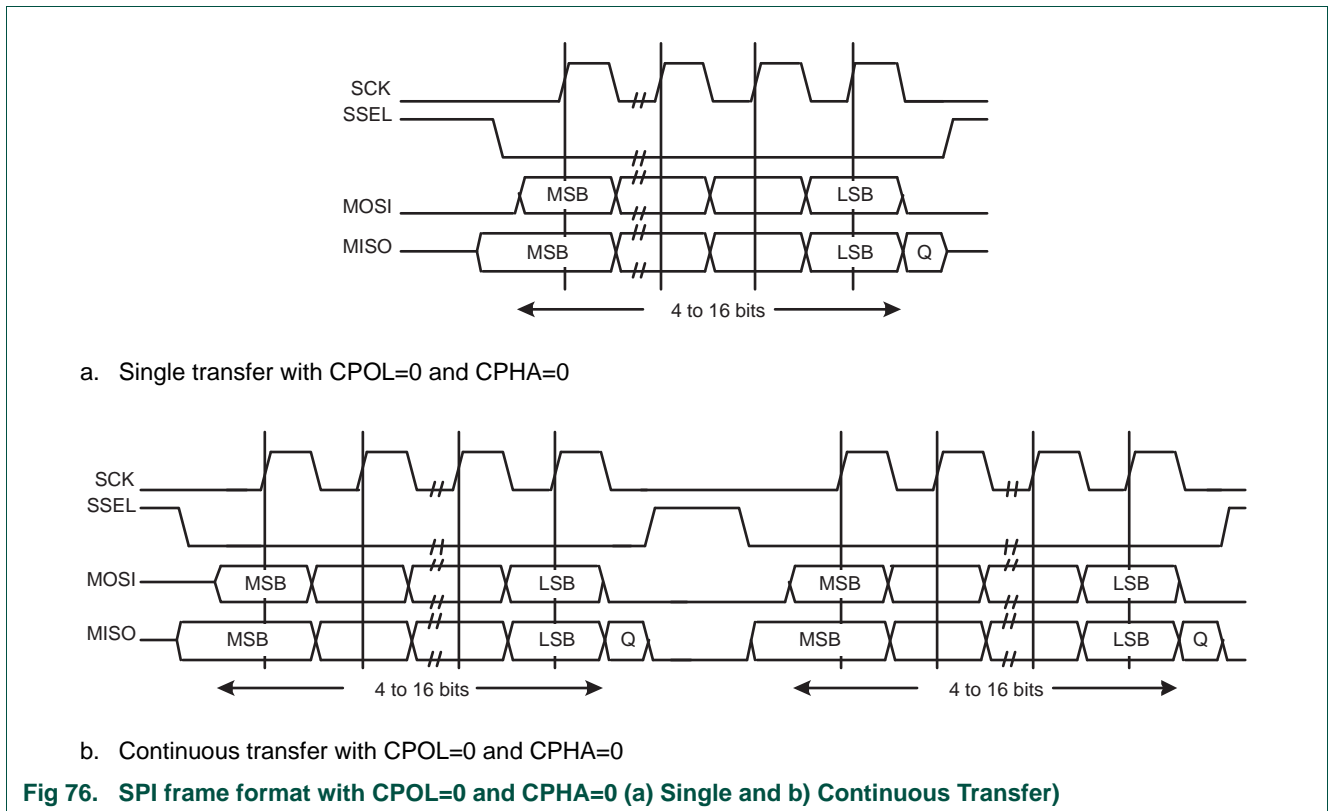 SCK
SSEL
MOSI
MSB
LSB
MISO
MSB
LSB
Q
4 to 16 bits
a. Single transfer with CPOL=0 and CPHA=0
SCK
SSEL
MOSI
MSB
LSB
MSB
LSB
MISO
MSB
LSB
Q
MSB
LSB
Q
4 to 16 bits
4 to 16 bits
b. Continuous transfer with CPOL=0 and CPHA=0
Fig 76. SPI frame format with CPOL=0 and CPHA=0 (a) Single and b) Continuous Transfer)